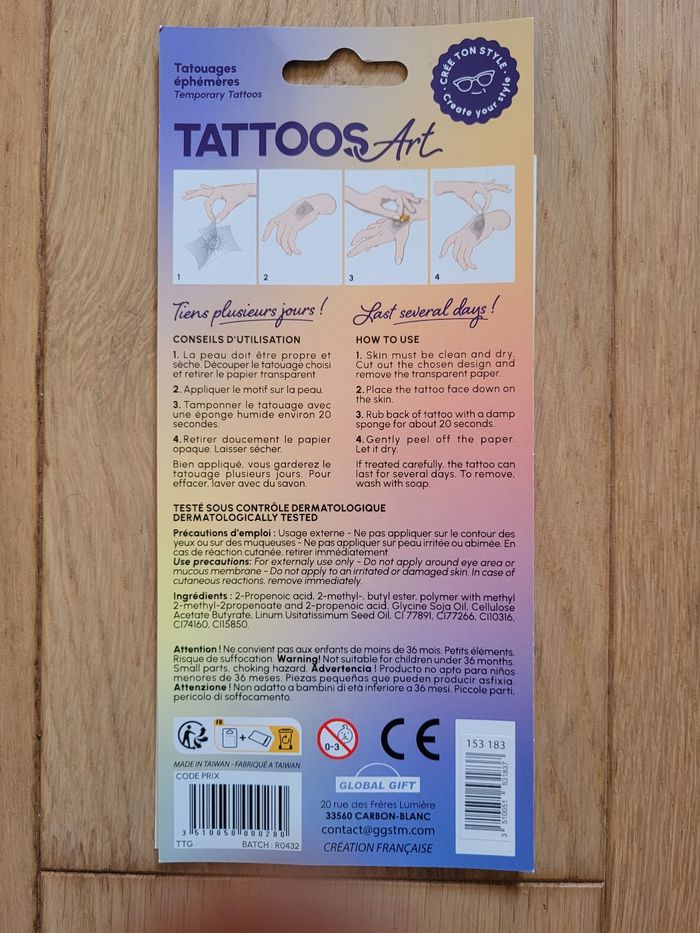 Tatouages
éphémères
Temporary Tattoos
CRÉE TON STYLE
Create your style
TATTOOS Art
1
2
3
4
Tiens plusieurs jours !
CONSEILS D'UTILISATION
1. La peau doit être propre et
sèche. Découper le tatouage choisi
et retirer le papier transparent.
2. Appliquer le motif sur la peau.
3. Tamponner le tatouage avec
une éponge humide environ 20
secondes.
4. Retirer doucement le papier
opaque. Laisser sécher.
Bien appliqué, vous garderez le
tatouage plusieurs jours. Pour
effacer, laver avec du savon.
Last several days !
HOW TO USE
1. Skin must be clean and dry.
Cut out the chosen design and
remove the transparent paper.
2. Place the tattoo face down on
the skin.
3. Rub back of tattoo with a damp
sponge for about 20 seconds.
4. Gently peel off the paper.
Let it dry.
If treated carefully, the tattoo can
last for several days. To remove,
wash with soap.
TESTÉ SOUS CONTRÔLE DERMATOLOGIQUE
DERMATOLOGICALLY TESTED
Précautions d'emploi : Usage externe - Ne pas appliquer sur le contour des
yeux ou sur des muqueuses - Ne pas appliquer sur peau irritée ou abimée. En
cas de réaction cutanée, retirer immédiatement.
Use precautions: For externaly use only - Do not apply around eye area or
mucous membrane - Do not apply to an irritated or damaged skin. In case of
cutaneous reactions, remove immediately.
Ingrédients : 2-Propenoic acid, 2-methyl-, butyl ester, polymer with methyl
2-methyl-2propenoate and 2-propenoic acid, Glycine Soja Oil, Cellulose
Acetate Butyrate, Linum Usitatissimum Seed Oil, CI 77891, CI77266, CI10316,
CI74160, CI15850.
Attention ! Ne convient pas aux enfants de moins de 36 mois. Petits éléments.
Risque de suffocation. Warning! Not suitable for children under 36 months.
Small parts, choking hazard. Advertencia ! Producto no apto para niños
menores de 36 meses. Piezas pequeñas que pueden producir asfixia.
Attenzione ! Non adatto a bambini di età inferiore a 36 mesi. Piccole parti,
pericolo di soffocamento.
FR
+
0-3
CE
MADE IN TAIWAN - FABRIQUÉ A TAIWAN
CODE PRIX
3 510050 000280
TTG BATCH : R0432
GLOBAL GIFT
20 rue des Frères Lumière
33560 CARBON-BLANC
contact@ggstm.com
CRÉATION FRANÇAISE
153 183
3 510051 531837